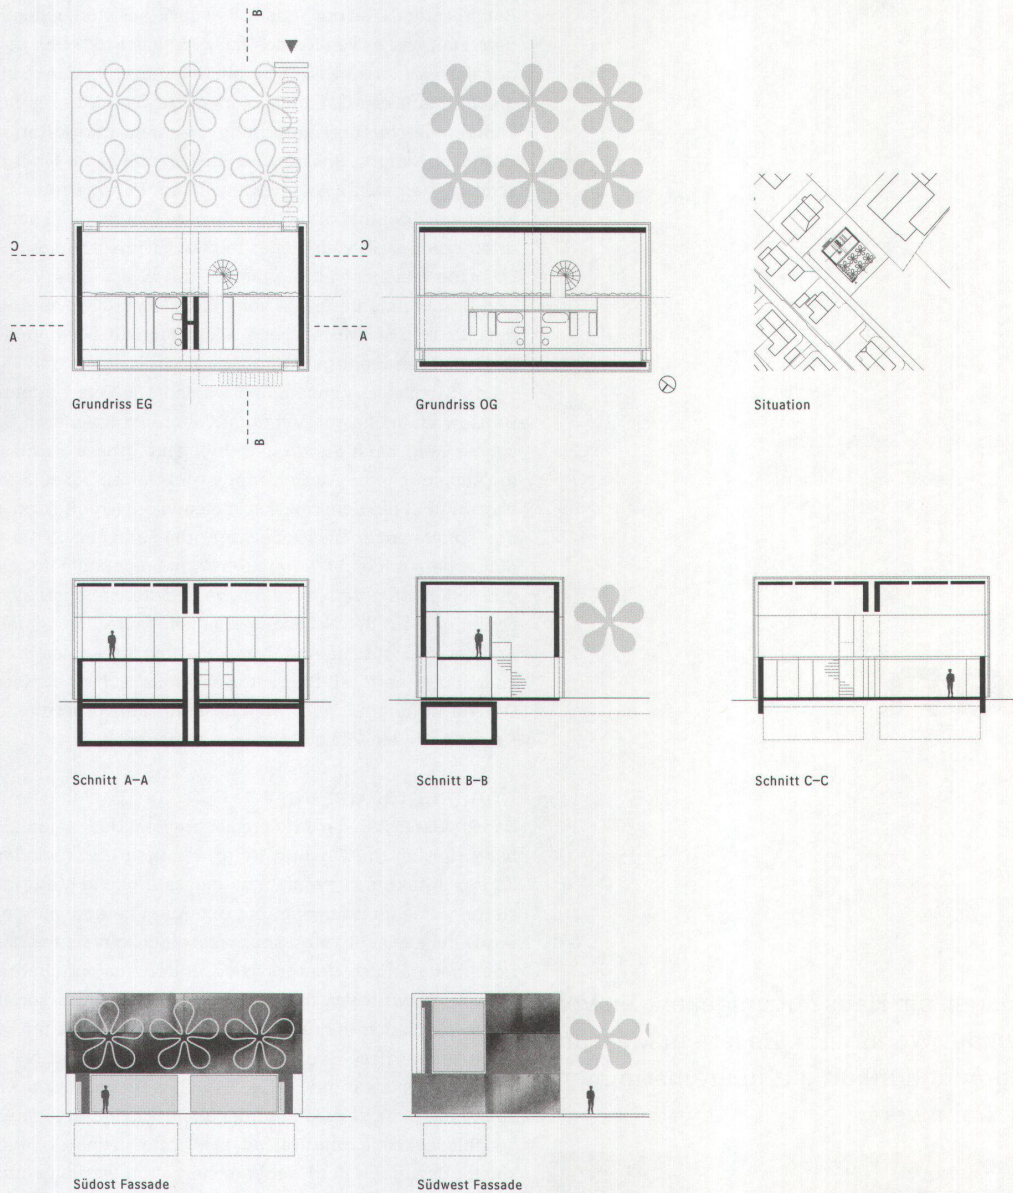 B
C
C
A
A
Grundriss EG
Grundriss OG
Situation
B
Schnitt A–A
Schnitt B–B
Schnitt C–C
Südost Fassade
Südwest Fassade